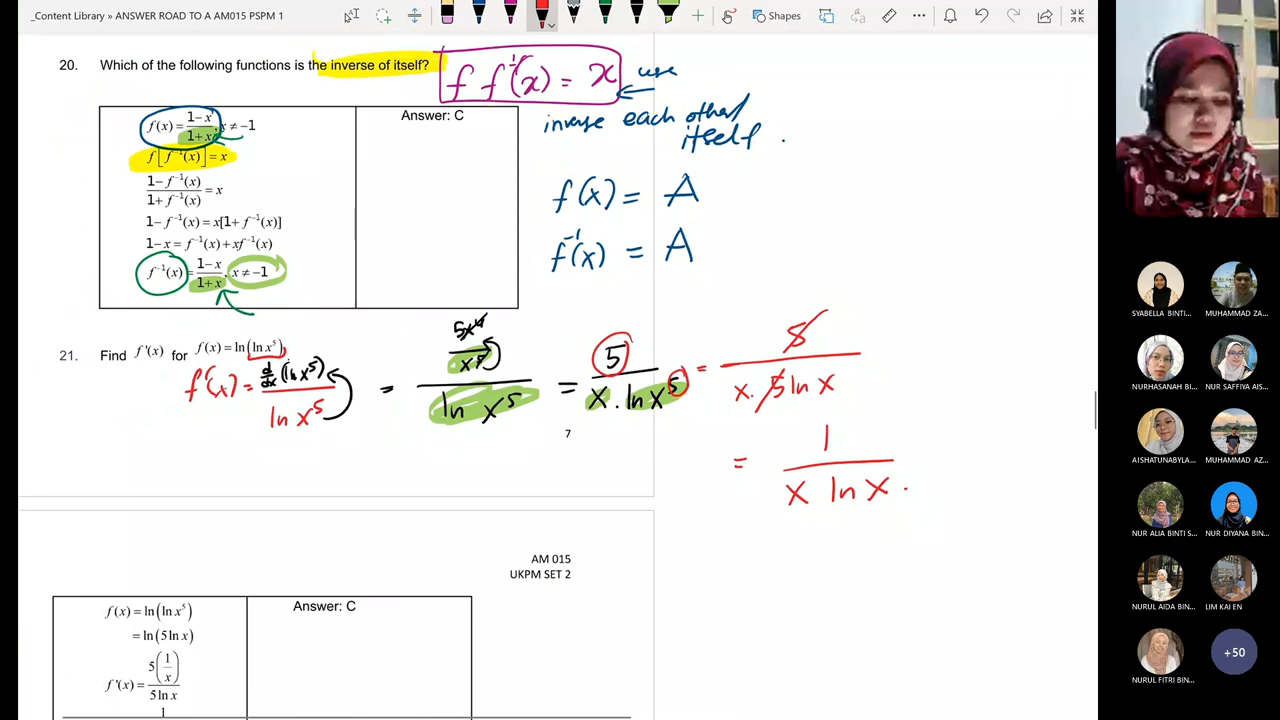 _Content Library » ANSWER ROAD TO A AM015 PSPM 1
Shapes
20. Which of the following functions is the inverse of itself?
f f⁻¹(x) = x
use
inverse each other
itself.
f(x) = (1−x)/(1+x), x ≠ −1
Answer: C
f[f⁻¹(x)] = x
(1−f⁻¹(x))/(1+f⁻¹(x)) = x
1−f⁻¹(x) = x[1+f⁻¹(x)]
1−x = f⁻¹(x)+xf⁻¹(x)
f⁻¹(x) = (1−x)/(1+x), x ≠ −1
f(x) = A
f⁻¹(x) = A
21. Find f'(x) for f(x) = ln(ln x⁵)
f'(x) = (d/dx (ln x⁵))/(ln x⁵) = (5x⁴/x⁵)/(ln x⁵) = 5/(x . ln x⁵) = 5/(x. 5 ln x)
= 1/(x ln x).
7
AM 015
UKPM SET 2
f(x) = ln(ln x⁵)
Answer: C
= ln(5 ln x)
f'(x) = 5(1/x)/(5 ln x)
1
SYABELLA BINTI...
MUHAMMAD ZA...
NURHASANAH BI...
NUR SAFFIYA AIS...
AISHATUNABYLA...
MUHAMMAD AZ...
NUR ALIA BINTI S...
NUR DIYANA BIN...
NURUL AIDA BIN...
LIM KAI EN
NURUL FITRI BIN...
+50